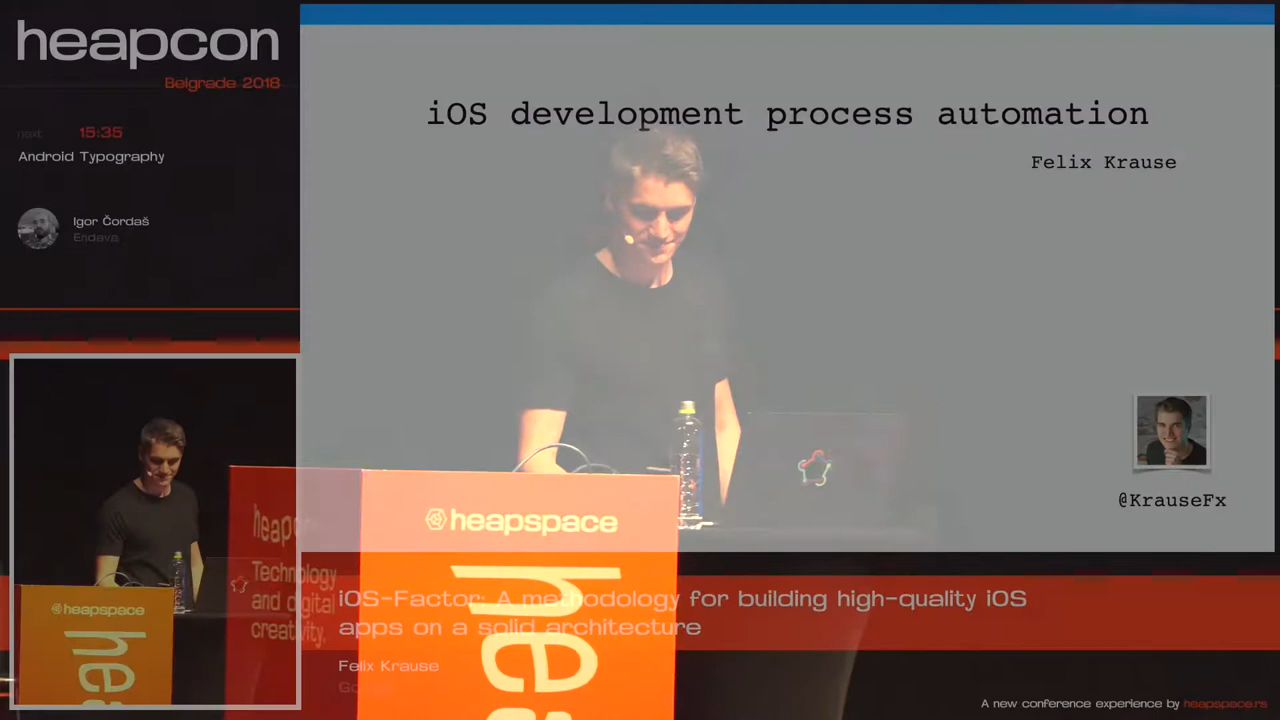 heapcon
Belgrade 2018
next 15:35
Android Typography
Igor Čordaš
Endava
iOS development process automation
Felix Krause
@KrauseFx
heapspace
heapspace
Technology
and digital
creativity.
iOS-Factor: A methodology for building high-quality iOS
apps on a solid architecture
Felix Krause
A new conference experience by heapspace.rs